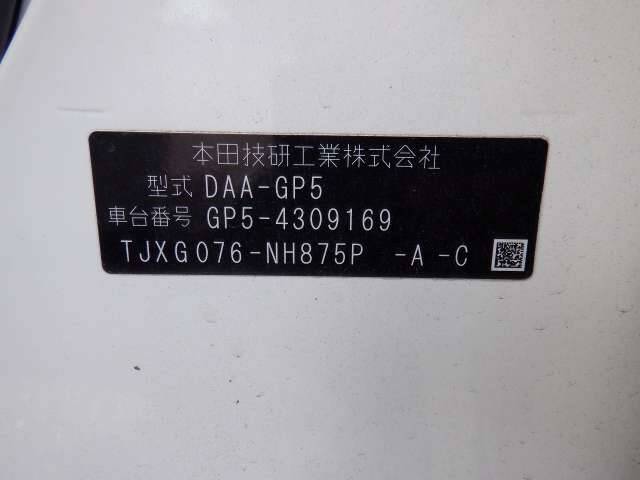 本田技研工業株式会社
型式 DAA-GP5
車台番号 GP5-4309169
TJXG076-NH875P -A -C